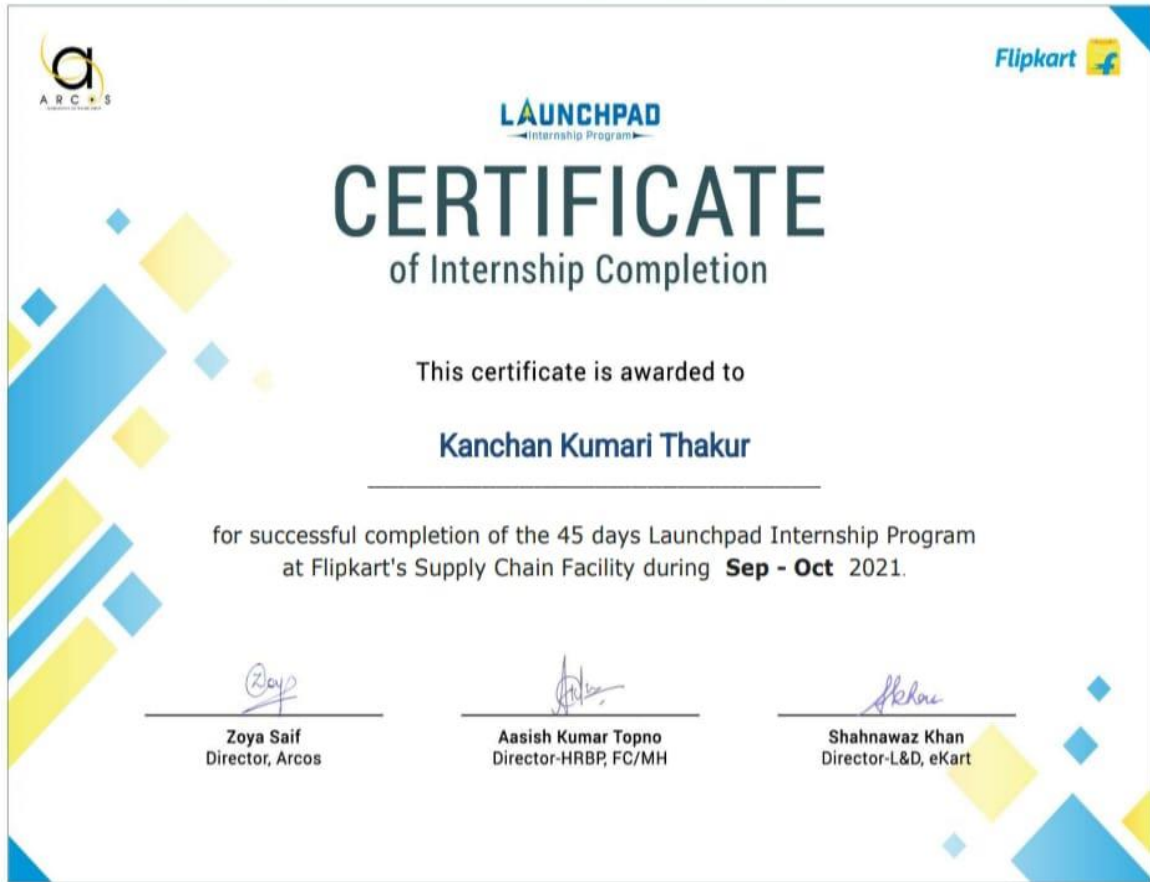 a
ARCOS
Flipkart
LAUNCHPAD
Internship Program
CERTIFICATE
of Internship Completion
This certificate is awarded to
Kanchan Kumari Thakur
for successful completion of the 45 days Launchpad Internship Program
at Flipkart's Supply Chain Facility during Sep - Oct 2021.
Zoya Saif
Aasish Kumar Topno
Shahnawaz Khan
Director, Arcos
Director-HRBP, FC/MH
Director-L&D, eKart